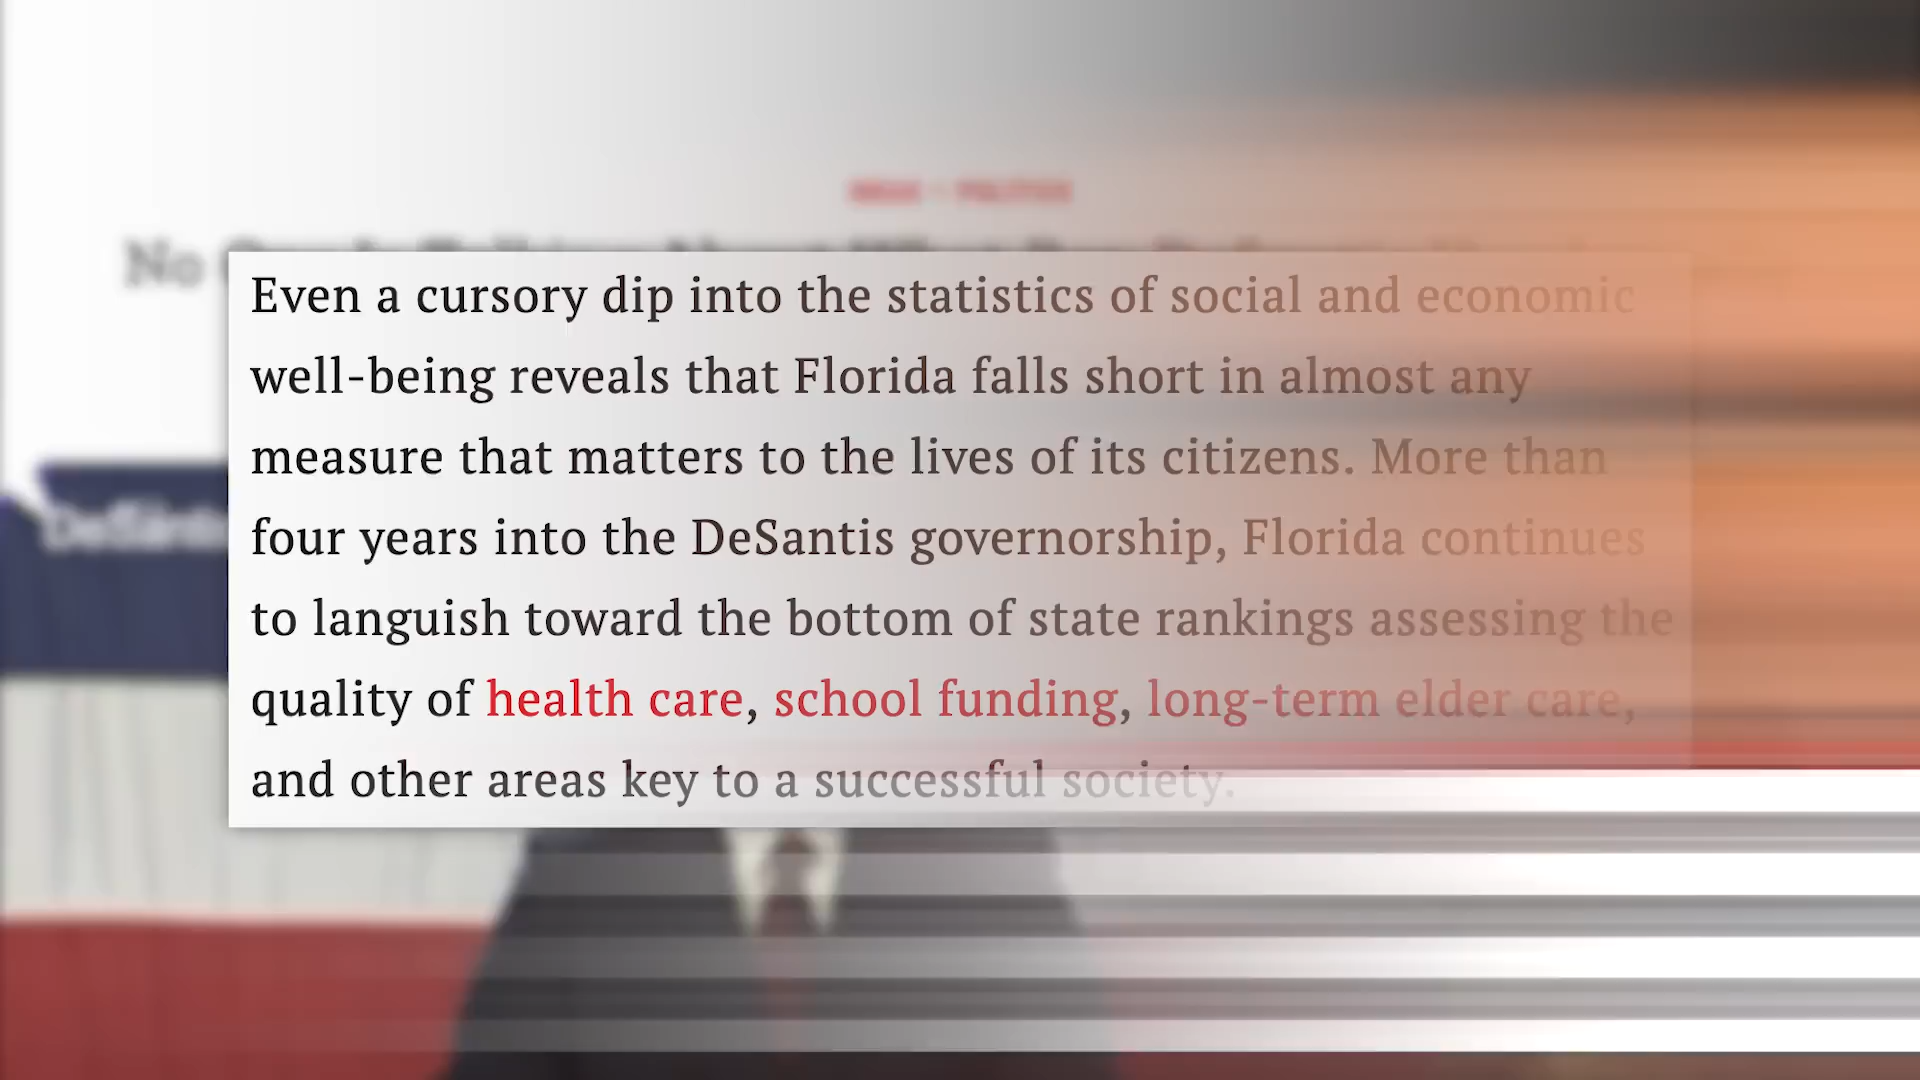 No
Even a cursory dip into the statistics of social and economic
well-being reveals that Florida falls short in almost any
measure that matters to the lives of its citizens. More than
four years into the DeSantis governorship, Florida continues
to languish toward the bottom of state rankings assessing the
quality of health care, school funding, long-term elder care,
and other areas key to a successful society.
DeSantis